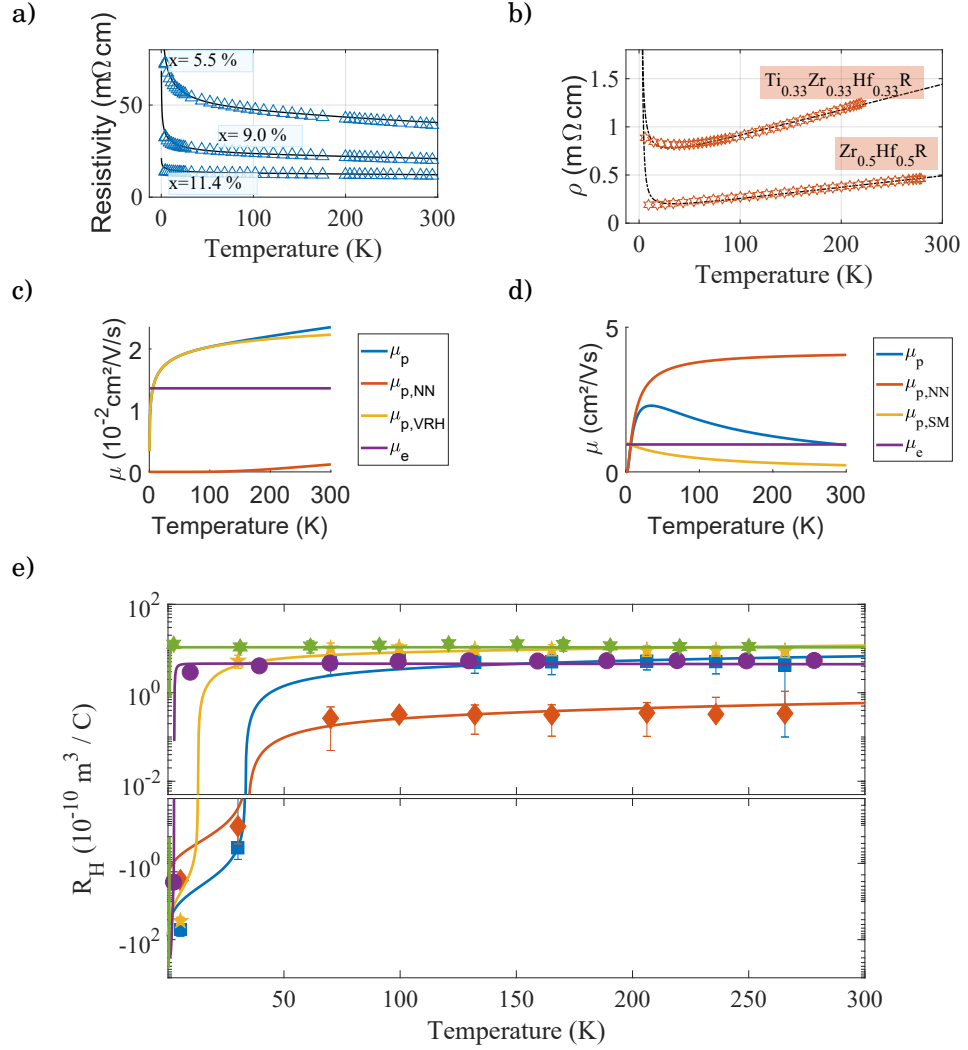 a)
Resistivity (mΩ cm)
50
0
x= 5.5 %
x= 9.0 %
x=11.4 %
0 100 200 300
Temperature (K)
b)
ρ (mΩ cm)
1.5
1
0.5
0
Ti0.33Zr0.33Hf0.33R
Zr0.5Hf0.5R
0 100 200 300
Temperature (K)
c)
μ (10-2cm²/V/s)
2
1
0
0 100 200 300
Temperature (K)
μp
μp,NN
μp,VRH
μe
d)
μ (cm²/Vs)
5
0
0 100 200 300
Temperature (K)
μp
μp,NN
μp,SM
μe
e)
RH (10-10 m3 / C)
102
100
10-2
-100
-102
50 100 150 200 250 300
Temperature (K)